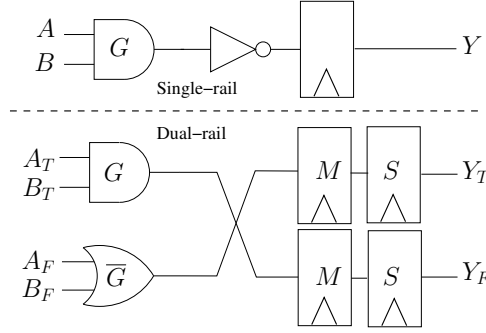 A
B
G
Y
Single–rail
Dual–rail
A_T
B_T
G
M
S
Y_T
A_F
B_F
G̅
M
S
Y_F